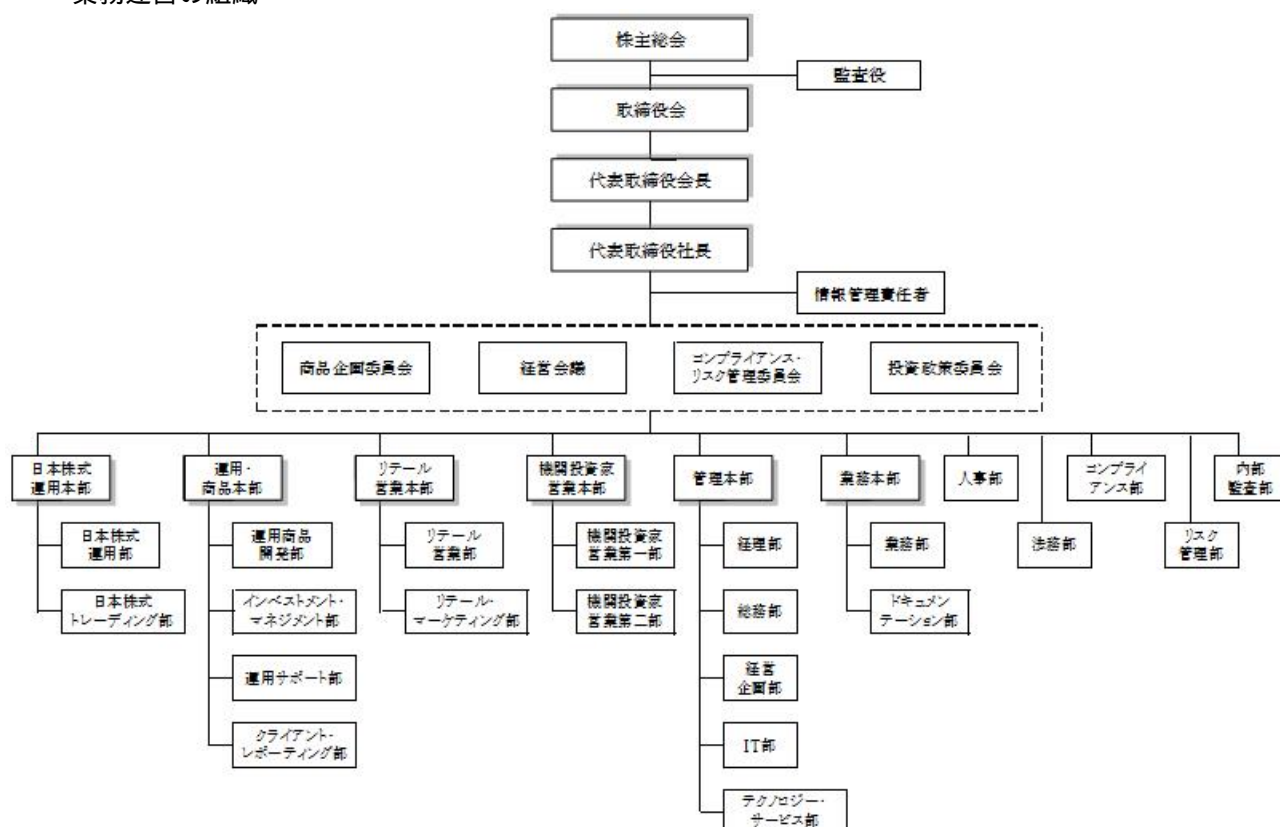 業務運営の組織
株主総会
監査役
取締役会
代表取締役会長
代表取締役社長
情報管理責任者
商品企画委員会
経営会議
コンプライアンス・
リスク管理委員会
投資政策委員会
日本株式
運用本部
運用・
商品本部
リテール
営業本部
機関投資家
営業本部
管理本部
業務本部
人事部
コンプライ
アンス部
内部
監査部
日本株式
運用部
運用商品
開発部
リテール
営業部
機関投資家
営業第一部
経理部
業務部
法務部
リスク
管理部
日本株式
トレーディング部
インベストメント・
マネジメント部
リテール・
マーケティング部
機関投資家
営業第二部
総務部
ドキュメン
テーション部
運用サポート部
経営
企画部
クライアント・
レポーティング部
IT部
テクノロジー・
サービス部